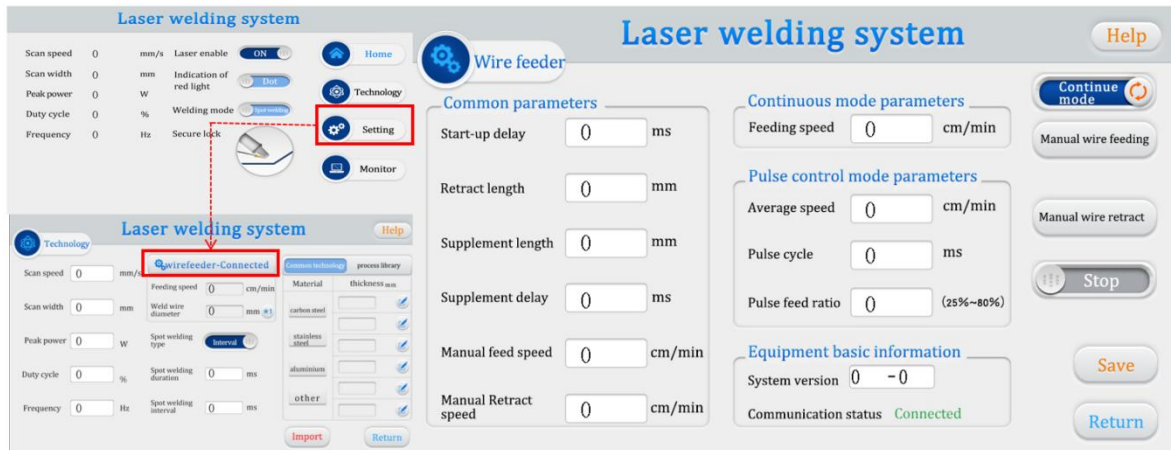 Laser welding system
Scan speed 0 mm/s Laser enable ON Home
Scan width 0 mm Indication of red light Dot
Peak power 0 W Technology
Duty cycle 0 % Welding mode Spot welding
Frequency 0 Hz Secure lock Setting
Monitor
Technology
Laser welding system
Help
wirefeeder-Connected
Common technology process library
Scan speed 0 mm/s Feeding speed 0 cm/min Material thickness mm
Scan width 0 mm Weld wire diameter 0 mm *1 carbon steel
Peak power 0 W Spot welding type Interval stainless steel
Duty cycle 0 % Spot welding duration 0 ms aluminium
Frequency 0 Hz Spot welding interval 0 ms other
Import Return
Wire feeder
Laser welding system
Help
Common parameters
Start-up delay 0 ms
Retract length 0 mm
Supplement length 0 mm
Supplement delay 0 ms
Manual feed speed 0 cm/min
Manual Retract speed 0 cm/min
Continuous mode parameters
Feeding speed 0 cm/min
Pulse control mode parameters
Average speed 0 cm/min
Pulse cycle 0 ms
Pulse feed ratio 0 (25%~80%)
Equipment basic information
System version 0 -0
Communication status Connected
Continue mode
Manual wire feeding
Manual wire retract
Stop
Save
Return